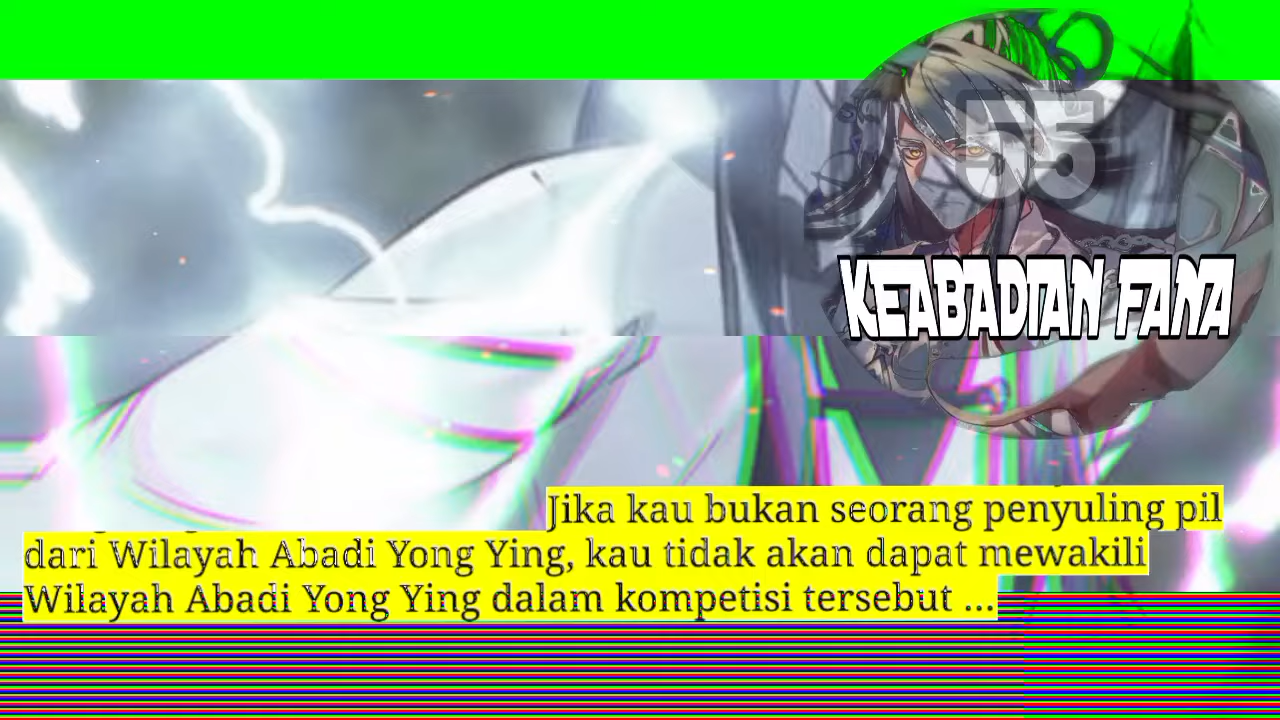 55
KEABADIAN FANA
Jika kau bukan seorang penyuling pil
dari Wilayah Abadi Yong Ying, kau tidak akan dapat mewakili
Wilayah Abadi Yong Ying dalam kompetisi tersebut ...